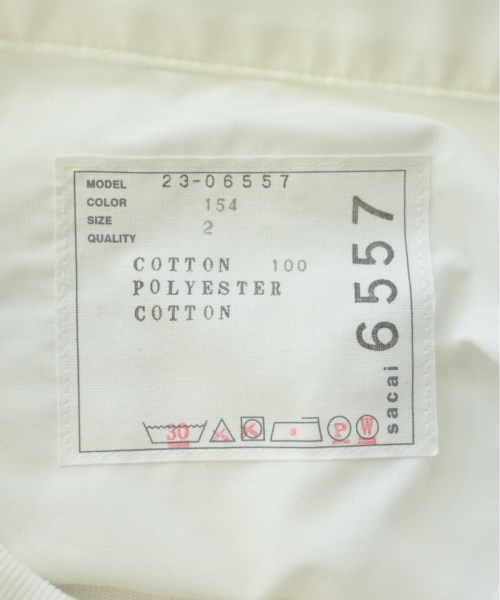 MODEL 23-06557
COLOR 154
SIZE 2
QUALITY
COTTON 100
POLYESTER
COTTON
30 P W
sacai 6557